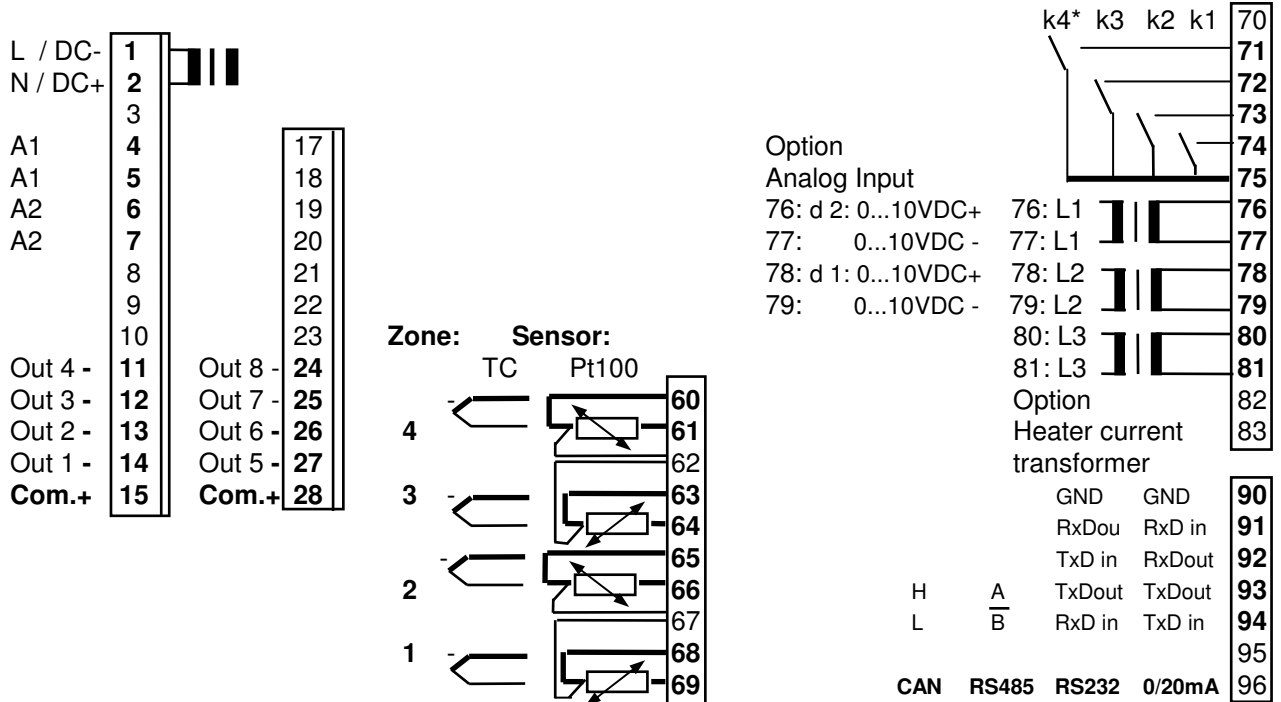 k4* k3 k2 k1 70
L / DC- 1 71
N / DC+ 2 72
3 73
A1 4 17 Option 74
A1 5 18 Analog Input 75
A2 6 19 76: d 2: 0...10VDC+ 76: L1 76
A2 7 20 77: 0...10VDC - 77: L1 77
8 21 78: d 1: 0...10VDC+ 78: L2 78
9 22 79: 0...10VDC - 79: L2 79
10 23 Zone: Sensor: 80: L3 80
Out 4 - 11 Out 8 - 24 TC Pt100 81: L3 81
Out 3 - 12 Out 7 - 25 - 60 Option 82
Out 2 - 13 Out 6 - 26 4 61 Heater current 83
Out 1 - 14 Out 5 - 27 62 transformer
Com.+ 15 Com.+ 28 3 - 63 GND GND 90
64 RxDou RxD in 91
- 65 TxD in RxDout 92
2 66 H A TxDout TxDout 93
67 L B RxD in TxD in 94
1 - 68 95
69 CAN RS485 RS232 0/20mA 96